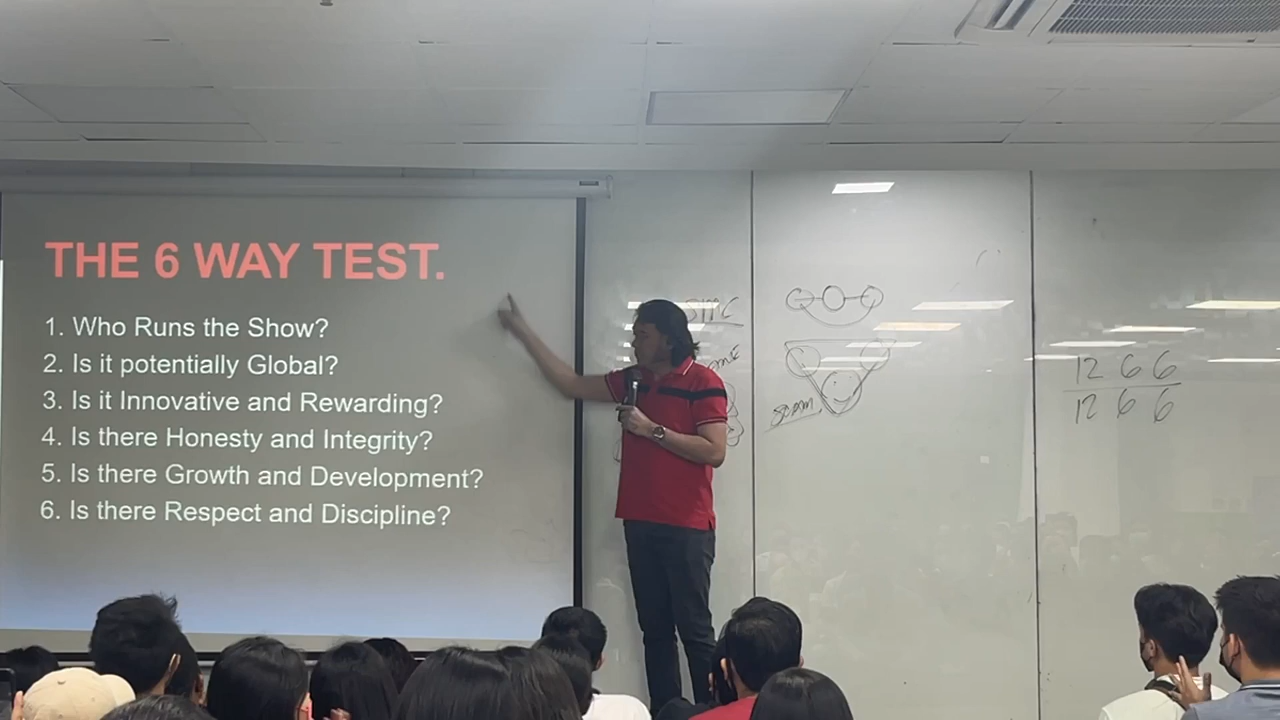 THE 6 WAY TEST.
1. Who Runs the Show?
2. Is it potentially Global?
3. Is it Innovative and Rewarding?
4. Is there Honesty and Integrity?
5. Is there Growth and Development?
6. Is there Respect and Discipline?
12 6 6
12 6 6